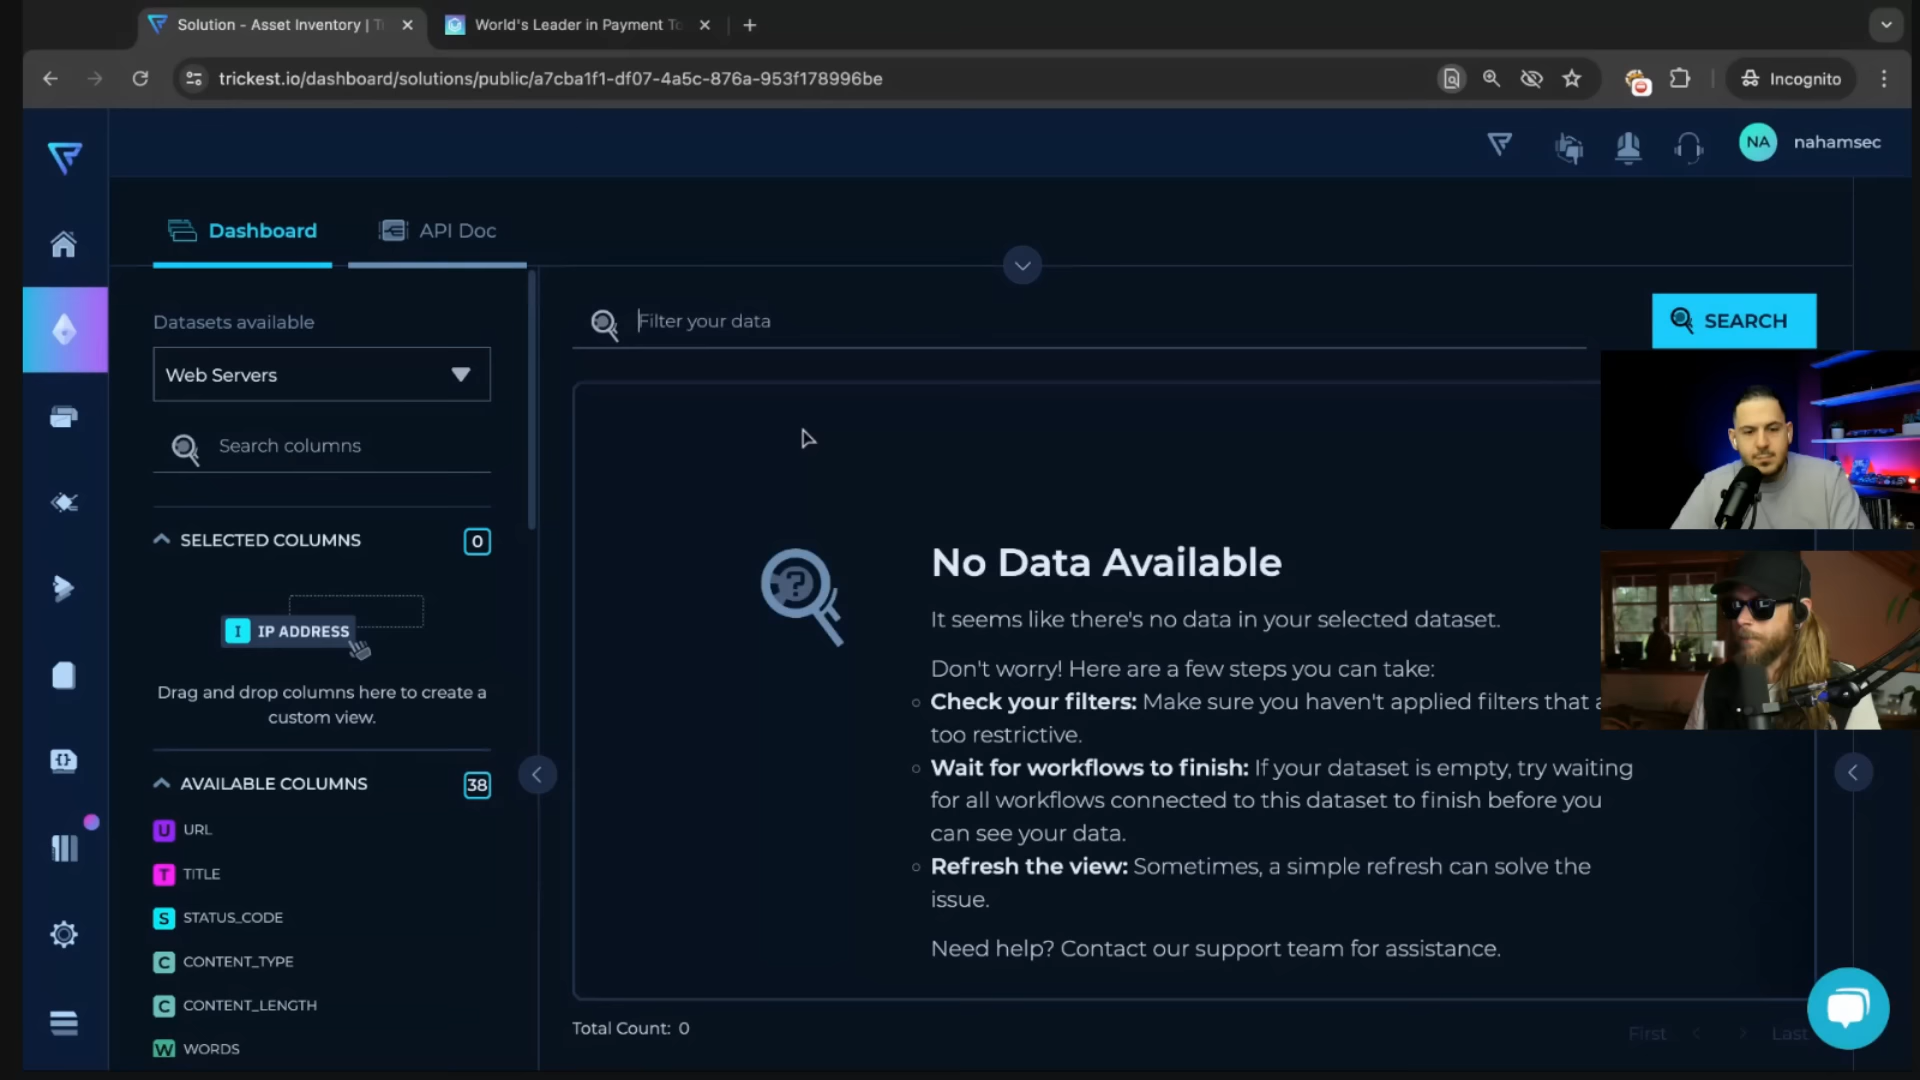 Solution - Asset Inventory | T
World's Leader in Payment To
trickest.io/dashboard/solutions/public/a7cba1f1-df07-4a5c-876a-953f178996be
Incognito
NA
nahamsec
Dashboard
API Doc
Datasets available
Web Servers
Search columns
SELECTED COLUMNS
0
I IP ADDRESS
Drag and drop columns here to create a
custom view.
AVAILABLE COLUMNS
38
U URL
T TITLE
S STATUS_CODE
C CONTENT_TYPE
C CONTENT_LENGTH
W WORDS
Filter your data
SEARCH
No Data Available
It seems like there's no data in your selected dataset.
Don't worry! Here are a few steps you can take:
Check your filters: Make sure you haven't applied filters that a
too restrictive.
Wait for workflows to finish: If your dataset is empty, try waiting
for all workflows connected to this dataset to finish before you
can see your data.
Refresh the view: Sometimes, a simple refresh can solve the
issue.
Need help? Contact our support team for assistance.
Total Count: 0
First
Last